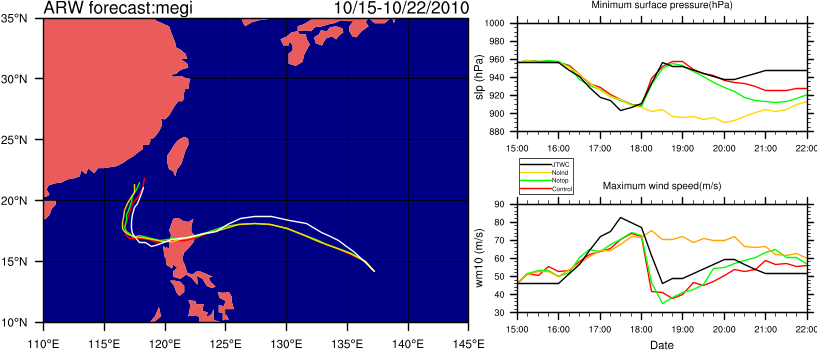 ARW forecast:megi 10/15-10/22/2010
35°N
30°N
25°N
20°N
15°N
10°N
110°E 115°E 120°E 125°E 130°E 135°E 140°E 145°E
Minimum surface pressure(hPa)
slp (hPa)
1000
980
960
940
920
900
880
15:00 16:00 17:00 18:00 19:00 20:00 21:00 22:00
JTWC
NoInd
Notop
Control
Maximum wind speed(m/s)
wm10 (m/s)
90
80
70
60
50
40
30
15:00 16:00 17:00 18:00 19:00 20:00 21:00 22:00
Date